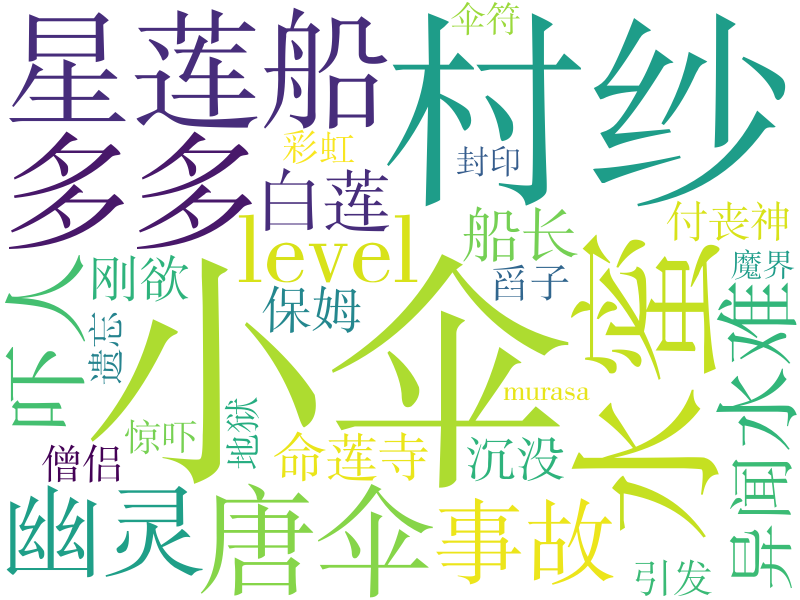 伞符
星莲船
村纱
多多
彩虹
封印
白莲
付丧神
船长
level
水蜜
魔界
刚欲
舀子
保姆
小伞
吓人
遗忘
水难
murasa
地狱
惊吓
命莲寺
沉没
僧侣
异闻
幽灵
唐伞
事故
引发